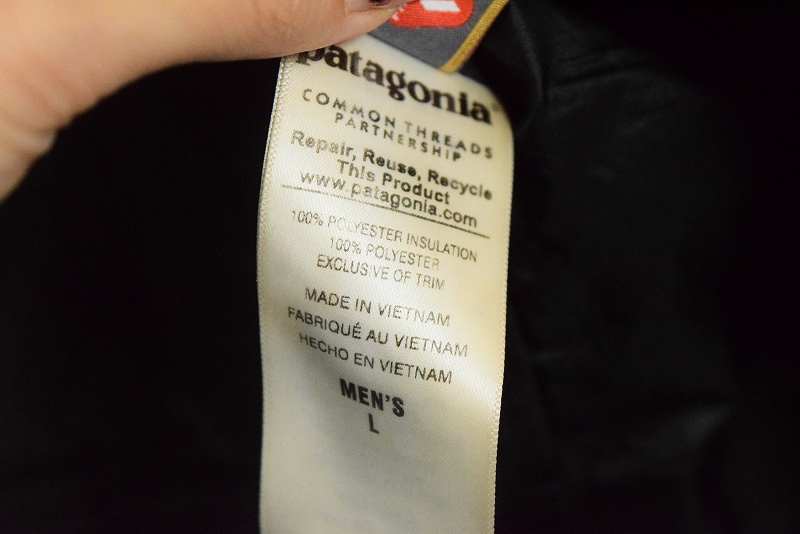 patagonia
COMMON THREADS
PARTNERSHIP
Repair, Reuse, Recycle
This Product
www.patagonia.com
100% POLYESTER INSULATION
100% POLYESTER
EXCLUSIVE OF TRIM
MADE IN VIETNAM
FABRIQUÉ AU VIETNAM
HECHO EN VIETNAM
MEN'S
L